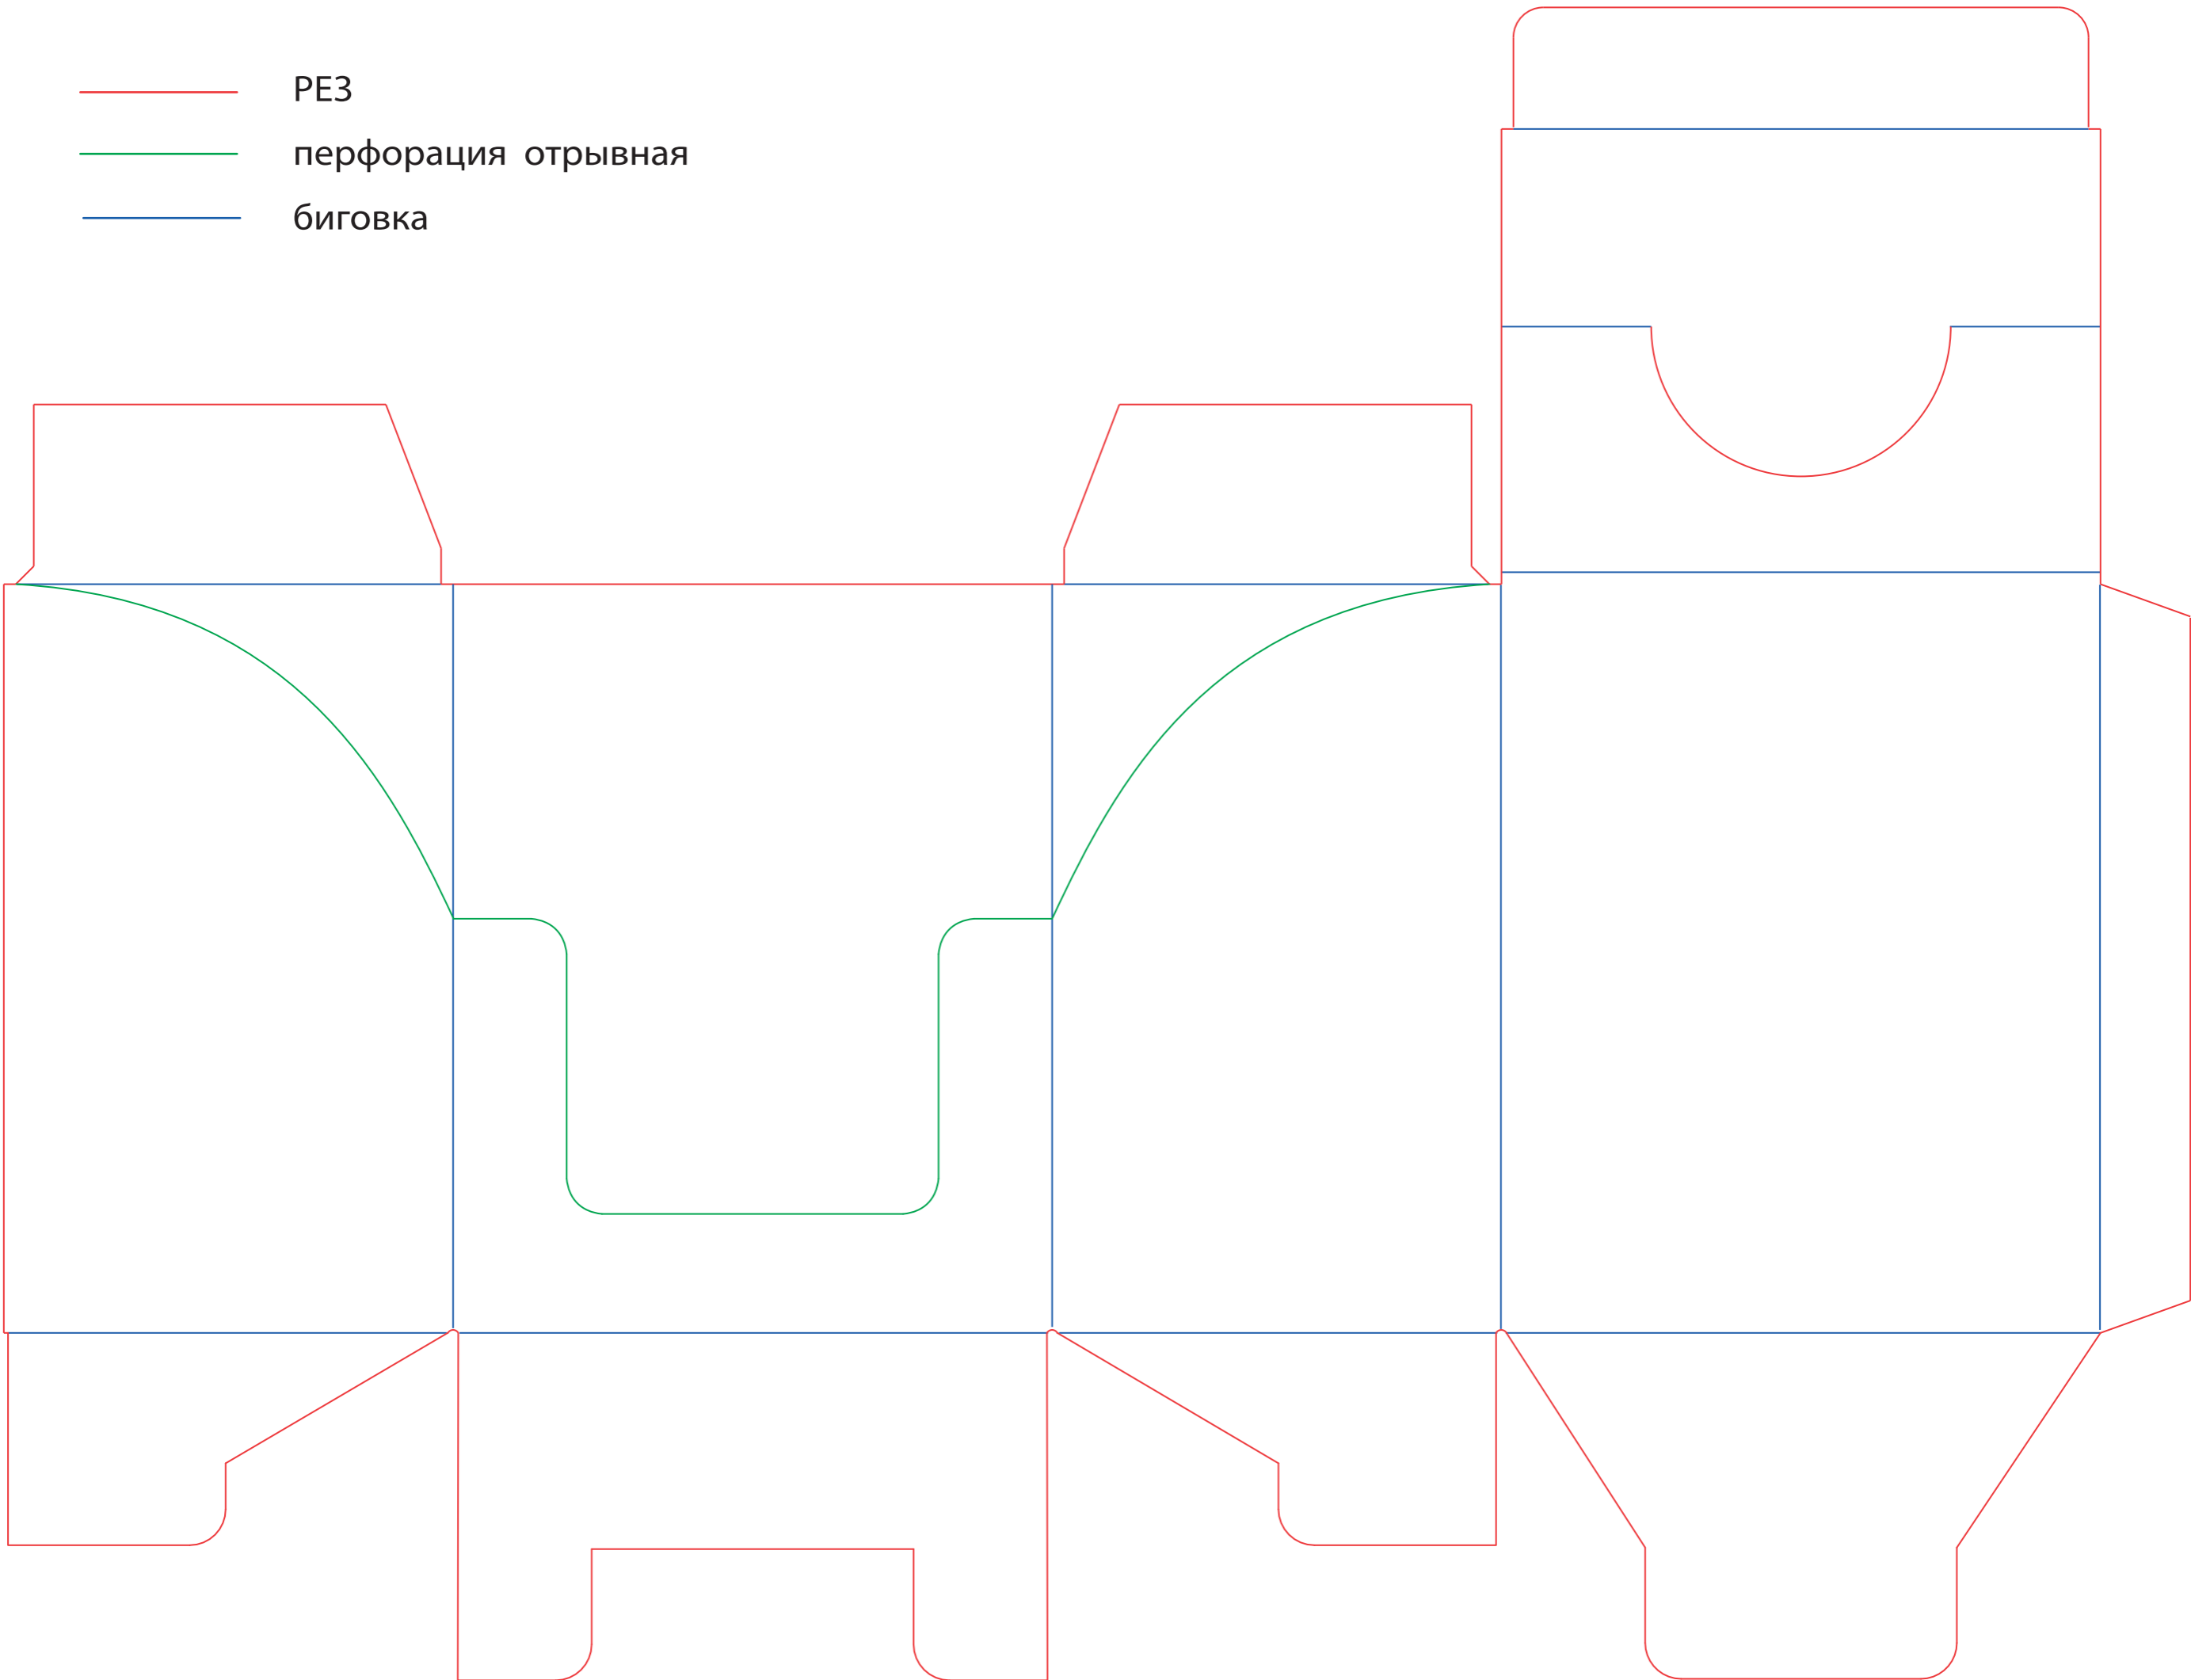 РЕЗ
перфорация отрывная
биговка